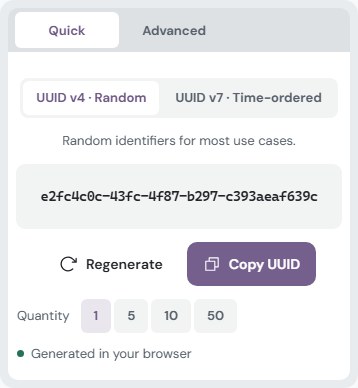 Quick Advanced
UUID v4 · Random UUID v7 · Time-ordered
Random identifiers for most use cases.
e2fc4c0c-43fc-4f87-b297-c393aeaf639c
Regenerate Copy UUID
Quantity 1 5 10 50
Generated in your browser